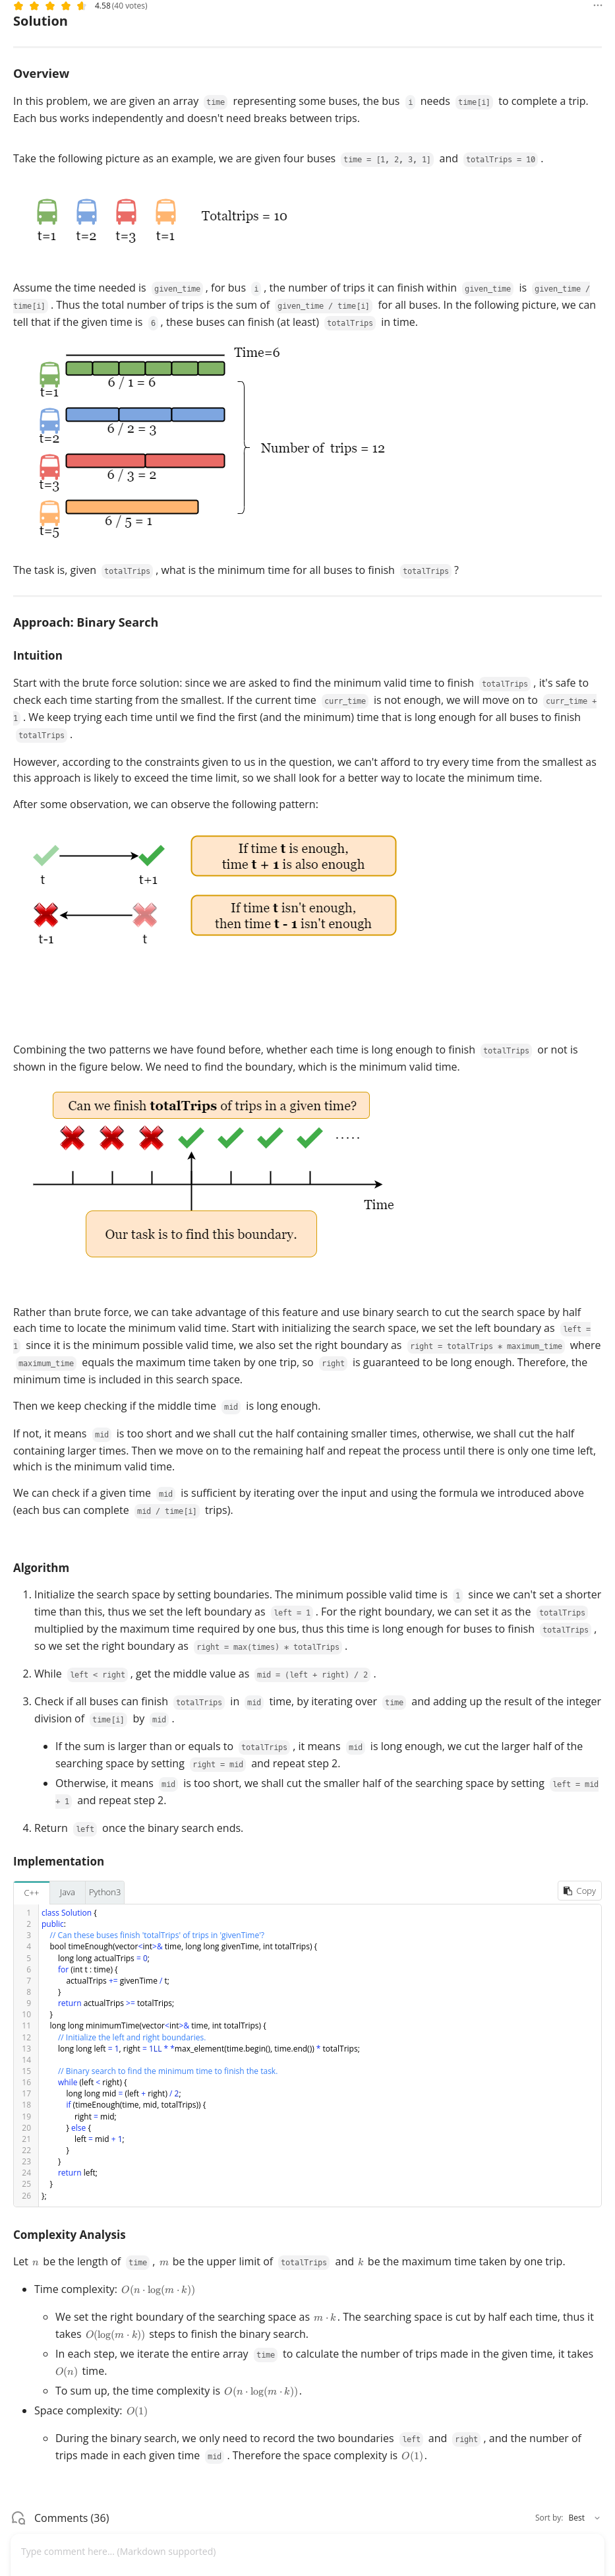 4.58 (40 votes)
Solution
Overview
In this problem, we are given an array time representing some buses, the bus i needs time[i] to complete a trip.
Each bus works independently and doesn't need breaks between trips.
Take the following picture as an example, we are given four buses time = [1, 2, 3, 1] and totalTrips = 10 .
Totaltrips = 10
t=1 t=2 t=3 t=1
Assume the time needed is given_time , for bus i , the number of trips it can finish within given_time is given_time /
time[i] . Thus the total number of trips is the sum of given_time / time[i] for all buses. In the following picture, we can
tell that if the given time is 6 , these buses can finish (at least) totalTrips in time.
Time=6
t=1
6 / 1 = 6
t=2
6 / 2 = 3
Number of trips = 12
t=3
6 / 3 = 2
t=5
6 / 5 = 1
The task is, given totalTrips , what is the minimum time for all buses to finish totalTrips ?
Approach: Binary Search
Intuition
Start with the brute force solution: since we are asked to find the minimum valid time to finish totalTrips , it's safe to
check each time starting from the smallest. If the current time curr_time is not enough, we will move on to curr_time +
1 . We keep trying each time until we find the first (and the minimum) time that is long enough for all buses to finish
totalTrips .
However, according to the constraints given to us in the question, we can't afford to try every time from the smallest as
this approach is likely to exceed the time limit, so we shall look for a better way to locate the minimum time.
After some observation, we can observe the following pattern:
If time t is enough,
time t + 1 is also enough
t t+1
If time t isn't enough,
then time t - 1 isn't enough
t-1 t
Combining the two patterns we have found before, whether each time is long enough to finish totalTrips or not is
shown in the figure below. We need to find the boundary, which is the minimum valid time.
Can we finish totalTrips of trips in a given time?
.....
Time
Our task is to find this boundary.
Rather than brute force, we can take advantage of this feature and use binary search to cut the search space by half
each time to locate the minimum valid time. Start with initializing the search space, we set the left boundary as left =
1 since it is the minimum possible valid time, we also set the right boundary as right = totalTrips * maximum_time where
maximum_time equals the maximum time taken by one trip, so right is guaranteed to be long enough. Therefore, the
minimum time is included in this search space.
Then we keep checking if the middle time mid is long enough.
If not, it means mid is too short and we shall cut the half containing smaller times, otherwise, we shall cut the half
containing larger times. Then we move on to the remaining half and repeat the process until there is only one time left,
which is the minimum valid time.
We can check if a given time mid is sufficient by iterating over the input and using the formula we introduced above
(each bus can complete mid / time[i] trips).
Algorithm
1. Initialize the search space by setting boundaries. The minimum possible valid time is 1 since we can't set a shorter
time than this, thus we set the left boundary as left = 1 . For the right boundary, we can set it as the totalTrips
multiplied by the maximum time required by one bus, thus this time is long enough for buses to finish totalTrips ,
so we set the right boundary as right = max(times) * totalTrips .
2. While left < right , get the middle value as mid = (left + right) / 2 .
3. Check if all buses can finish totalTrips in mid time, by iterating over time and adding up the result of the integer
division of time[i] by mid .
• If the sum is larger than or equals to totalTrips , it means mid is long enough, we cut the larger half of the
searching space by setting right = mid and repeat step 2.
• Otherwise, it means mid is too short, we shall cut the smaller half of the searching space by setting left = mid
+ 1 and repeat step 2.
4. Return left once the binary search ends.
Implementation
C++ Java Python3 Copy
1 class Solution {
2 public:
3 // Can these buses finish 'totalTrips' of trips in 'givenTime'?
4 bool timeEnough(vector<int>& time, long long givenTime, int totalTrips) {
5 long long actualTrips = 0;
6 for (int t : time) {
7 actualTrips += givenTime / t;
8 }
9 return actualTrips >= totalTrips;
10 }
11 long long minimumTime(vector<int>& time, int totalTrips) {
12 // Initialize the left and right boundaries.
13 long long left = 1, right = 1LL * *max_element(time.begin(), time.end()) * totalTrips;
14
15 // Binary search to find the minimum time to finish the task.
16 while (left < right) {
17 long long mid = (left + right) / 2;
18 if (timeEnough(time, mid, totalTrips)) {
19 right = mid;
20 } else {
21 left = mid + 1;
22 }
23 }
24 return left;
25 }
26 };
Complexity Analysis
Let n be the length of time , m be the upper limit of totalTrips and k be the maximum time taken by one trip.
• Time complexity: O(n · log(m · k))
◦ We set the right boundary of the searching space as m · k. The searching space is cut by half each time, thus it
takes O(log(m · k)) steps to finish the binary search.
◦ In each step, we iterate the entire array time to calculate the number of trips made in the given time, it takes
O(n) time.
◦ To sum up, the time complexity is O(n · log(m · k)).
• Space complexity: O(1)
◦ During the binary search, we only need to record the two boundaries left and right , and the number of
trips made in each given time mid . Therefore the space complexity is O(1).
Comments (36) Sort by: Best
Type comment here... (Markdown supported)